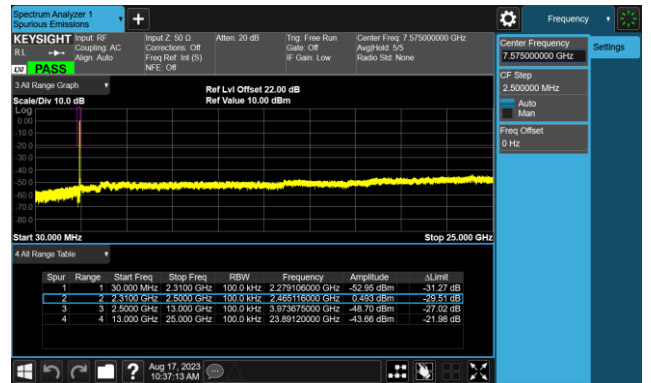 Spectrum Analyzer 1
Spurious Emissions
Frequency
KEYSIGHT
Input: RF
Coupling: AC
Align: Auto
Input Z: 50 Ω
Corrections: Off
Freq Ref: Int (S)
NFE: Off
Atten: 20 dB
Trig: Free Run
Gate: Off
IF Gain: Low
Center Freq: 7.575000000 GHz
Avg|Hold: 5/5
Radio Std: None
RL
LXI
PASS
Center Frequency
7.575000000 GHz
Settings
CF Step
2.500000 MHz
Auto
Man
Freq Offset
0 Hz
3 All Range Graph
Scale/Div 10.0 dB
Ref Lvl Offset 22.00 dB
Ref Value 10.00 dBm
Log
0.00
-10.0
-20.0
-30.0
-40.0
-50.0
-60.0
-70.0
-80.0
Start 30.000 MHz
Stop 25.000 GHz
4 All Range Table
Spur Range Start Freq Stop Freq RBW Frequency Amplitude ΔLimit
1 1 30.000 MHz 2.3100 GHz 100.0 kHz 2.279106000 GHz -52.95 dBm -31.27 dB
2 2 2.3100 GHz 2.5000 GHz 100.0 kHz 2.465116000 GHz 0.493 dBm -29.51 dB
3 3 2.5000 GHz 13.000 GHz 100.0 kHz 3.973675000 GHz -48.70 dBm -27.02 dB
4 4 13.000 GHz 25.000 GHz 100.0 kHz 23.89120000 GHz -43.66 dBm -21.98 dB
?
Aug 17, 2023
10:37:13 AM